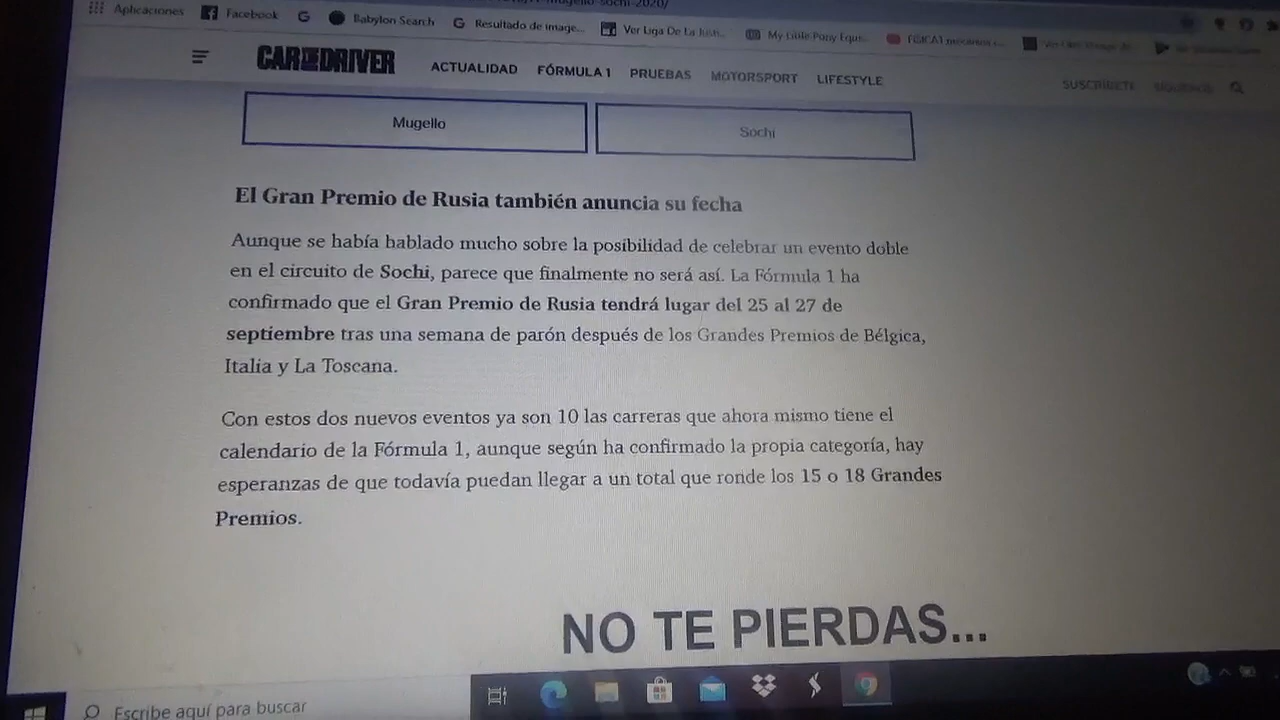 sochi-2020/
Aplicaciones Facebook Babylon Search Resultado de image... Ver Liga De La Justi... My Little Pony Eque...
CAR AND DRIVER ACTUALIDAD FÓRMULA 1 PRUEBAS MOTORSPORT LIFESTYLE SUSCRÍBETE SÍGUENOS
Mugello Sochi
El Gran Premio de Rusia también anuncia su fecha
Aunque se había hablado mucho sobre la posibilidad de celebrar un evento doble
en el circuito de Sochi, parece que finalmente no será así. La Fórmula 1 ha
confirmado que el Gran Premio de Rusia tendrá lugar del 25 al 27 de
septiembre tras una semana de parón después de los Grandes Premios de Bélgica,
Italia y La Toscana.
Con estos dos nuevos eventos ya son 10 las carreras que ahora mismo tiene el
calendario de la Fórmula 1, aunque según ha confirmado la propia categoría, hay
esperanzas de que todavía puedan llegar a un total que ronde los 15 o 18 Grandes
Premios.
NO TE PIERDAS...
Escribe aquí para buscar